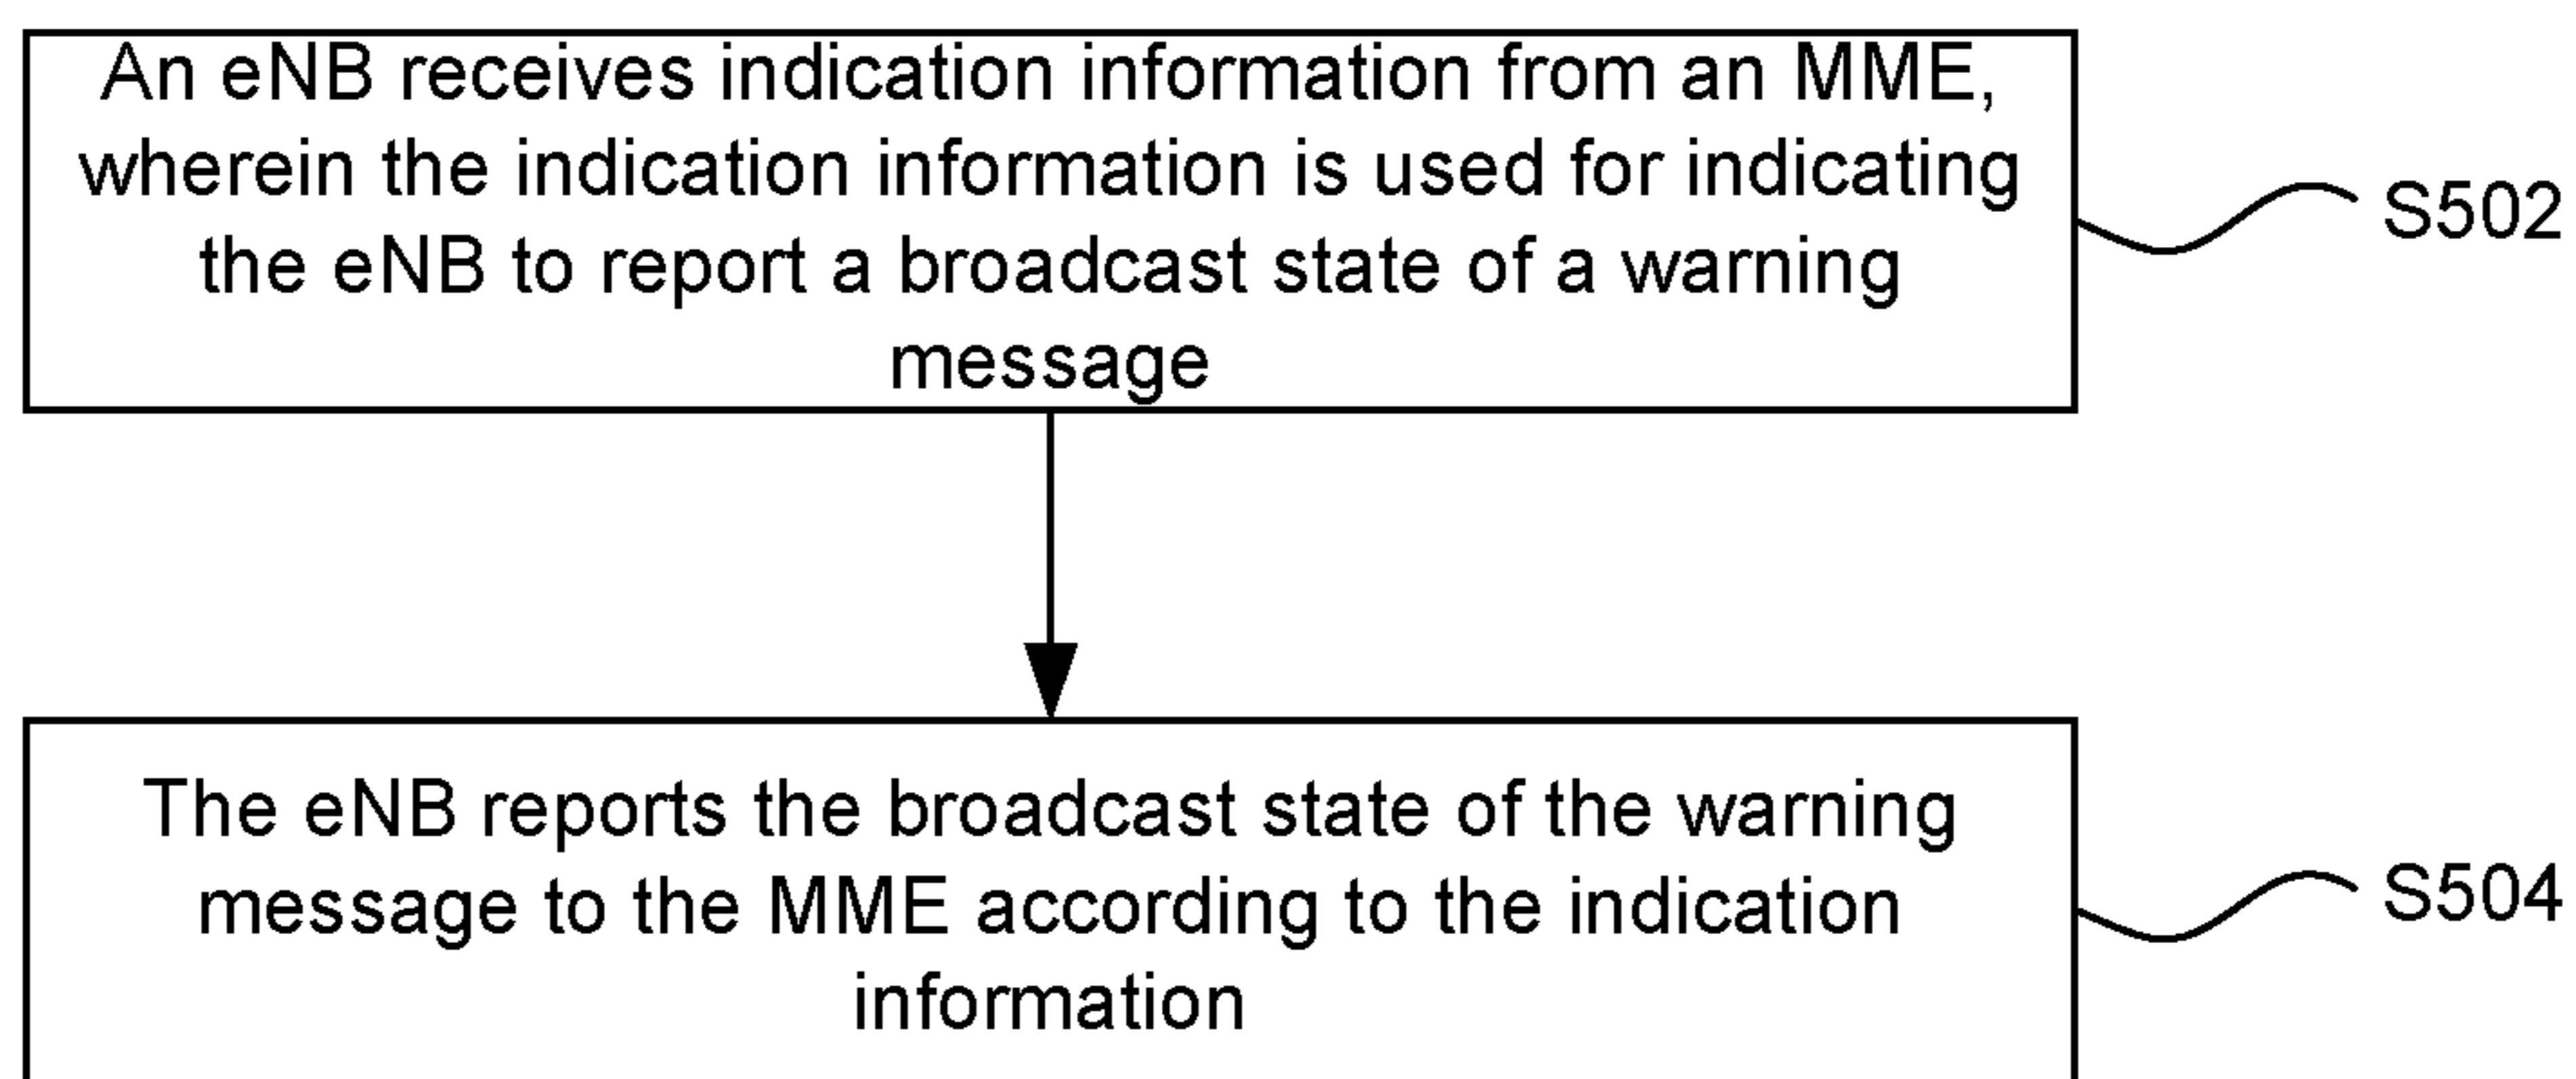 An eNB receives indication information from an MME,
wherein the indication information is used for indicating
the eNB to report a broadcast state of a warning
message
S502
The eNB reports the broadcast state of the warning
message to the MME according to the indication
information
S504